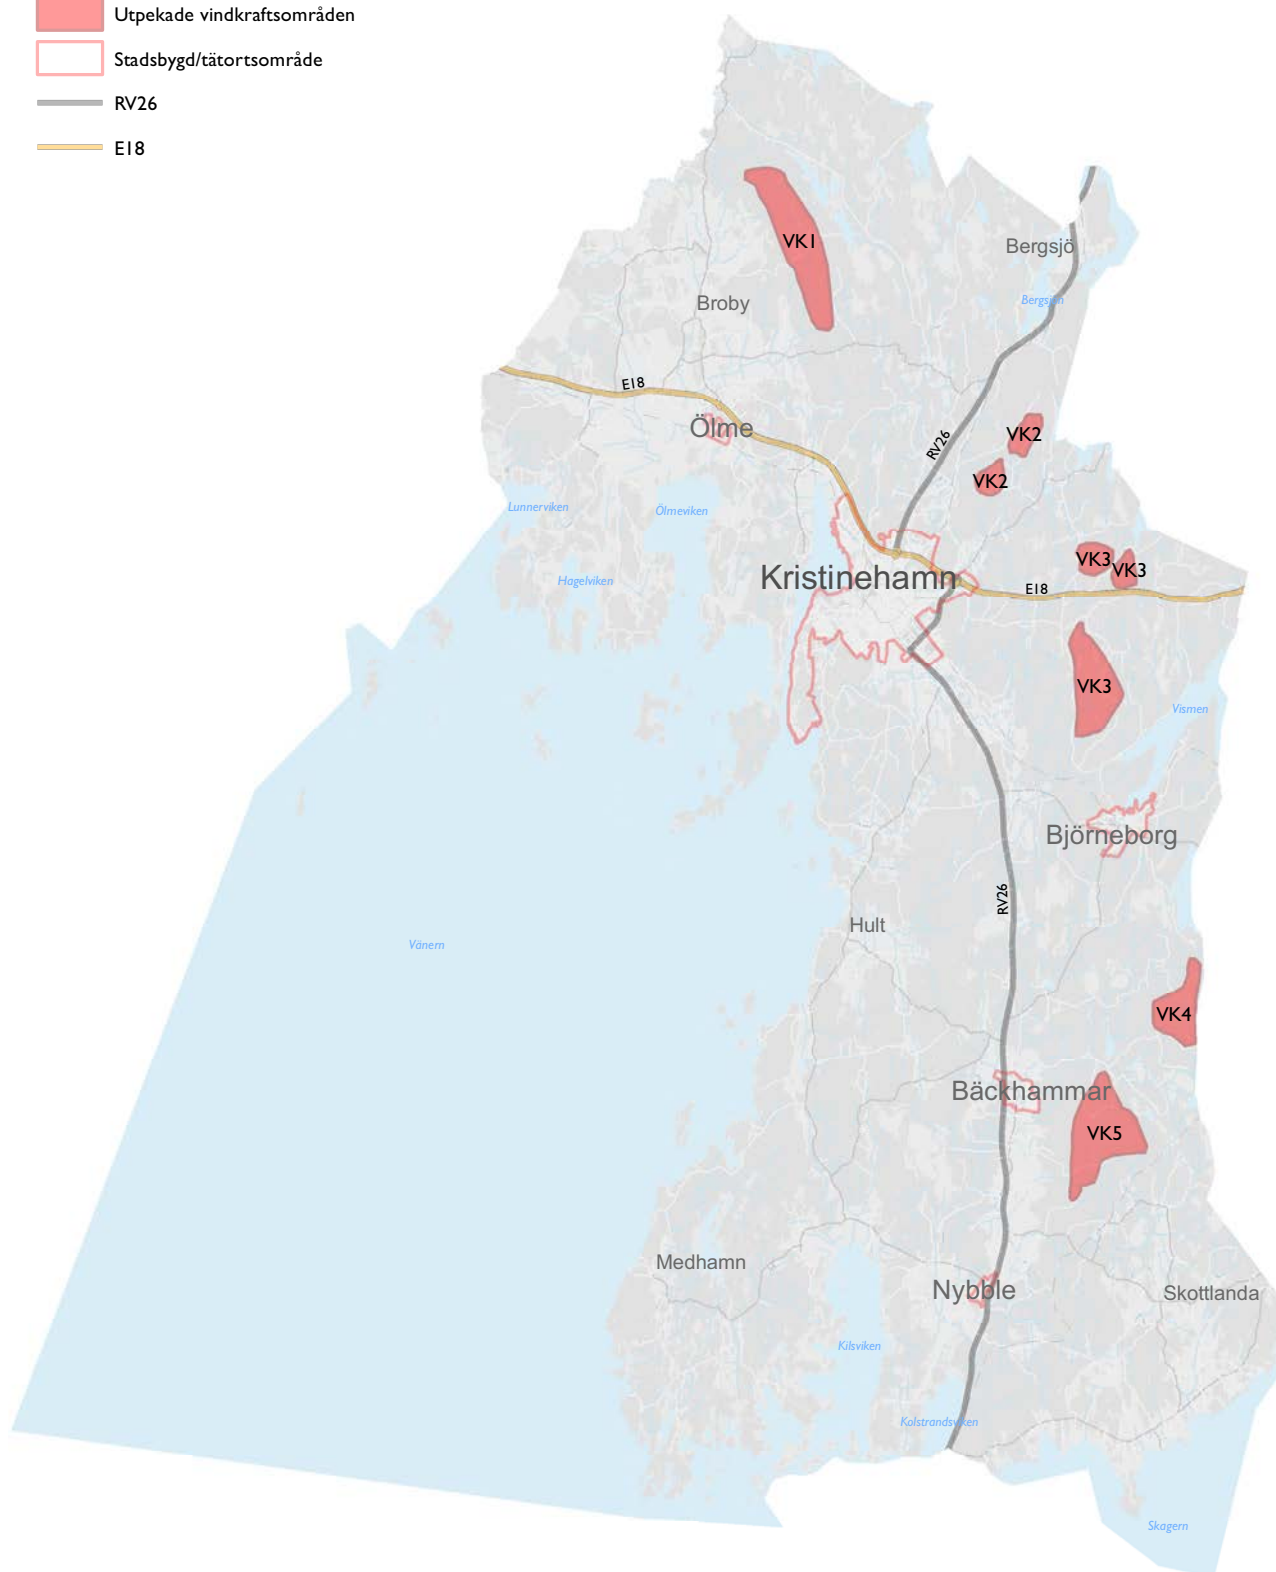 Utpekade vindkraftsområden
Stadsbygd/tätortsområde
RV26
E18
VK1
Bergsjö
Bergsjön
Broby
E18
Ölme
VK2
RV26
VK2
Lunnerviken
Ölmeviken
VK3
VK3
Hagelviken
Kristinehamn
E18
VK3
Vismen
Björneborg
RV26
Hult
Vänern
VK4
Bäckhammar
VK5
Medhamn
Nybble
Skottlanda
Kilsviken
Kolstrandsviken
Skagern